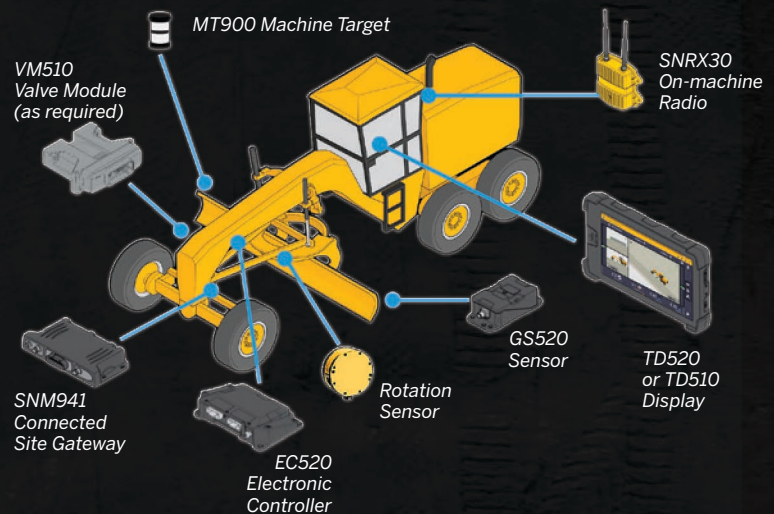 MT900 Machine Target
VM510
Valve Module
(as required)
SNRX30
On-machine
Radio
GS520
Sensor
TD520
or TD510
Display
Rotation
Sensor
SNM941
Connected
Site Gateway
EC520
Electronic
Controller